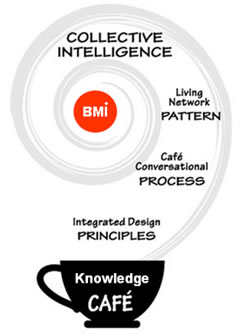 COLLECTIVE
INTELLIGENCE
BMi
Living
Network
PATTERN
Café
Conversational
PROCESS
Integrated Design
PRINCIPLES
Knowledge
CAFÉ